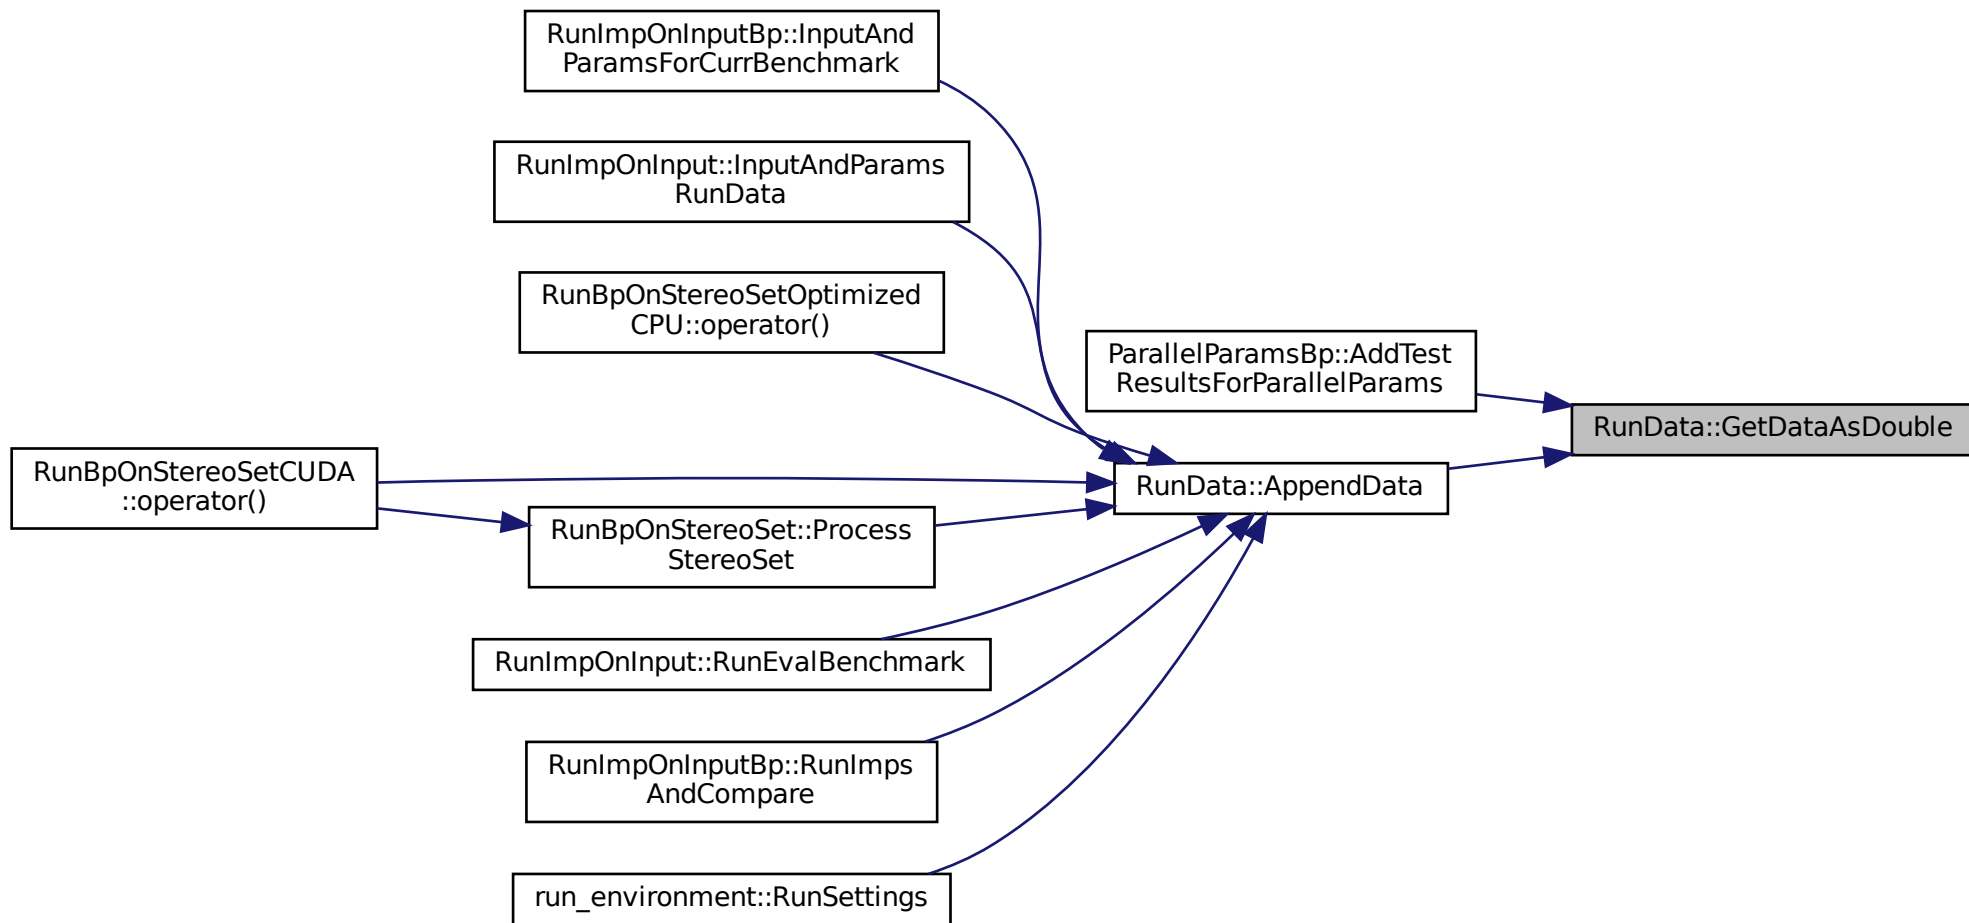 RunImpOnInputBp::InputAnd
ParamsForCurrBenchmark
RunImpOnInput::InputAndParams
RunData
RunBpOnStereoSetOptimized
CPU::operator()
ParallelParamsBp::AddTest
ResultsForParallelParams
RunData::GetDataAsDouble
RunBpOnStereoSetCUDA
::operator()
RunData::AppendData
RunBpOnStereoSet::Process
StereoSet
RunImpOnInput::RunEvalBenchmark
RunImpOnInputBp::RunImps
AndCompare
run_environment::RunSettings